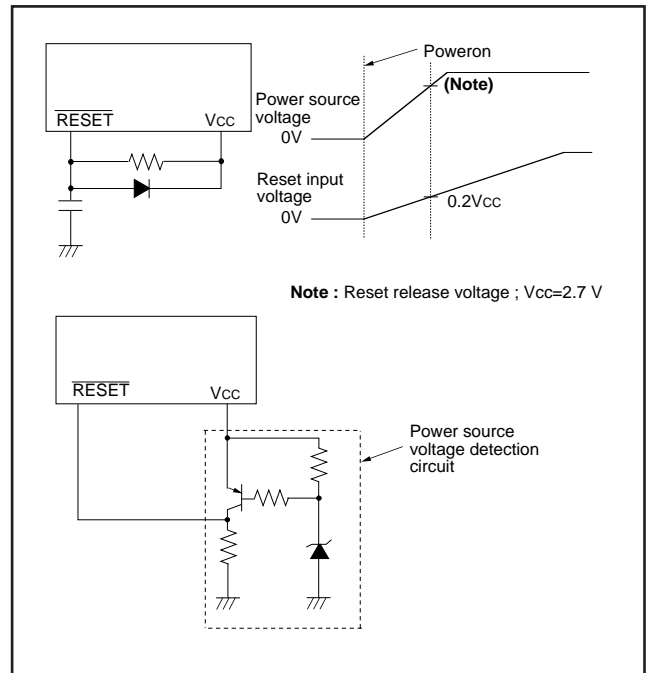 Poweron
(Note)
RESET
Vcc
Power source
voltage
0V
Reset input
voltage
0V
0.2Vcc
Note : Reset release voltage ; Vcc=2.7 V
RESET
Vcc
Power source
voltage detection
circuit